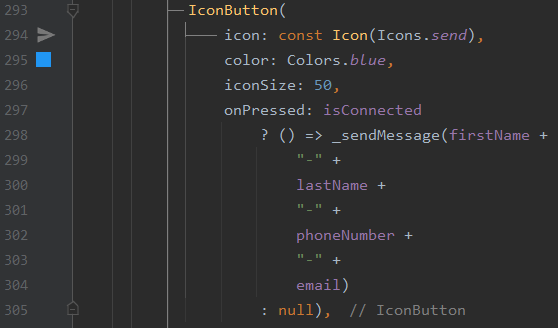 293 IconButton(
294 icon: const Icon(Icons.send),
295 color: Colors.blue,
296 iconSize: 50,
297 onPressed: isConnected
298 ? () => _sendMessage(firstName +
299 "-" +
300 lastName +
301 "-" +
302 phoneNumber +
303 "-" +
304 email)
305 : null), // IconButton